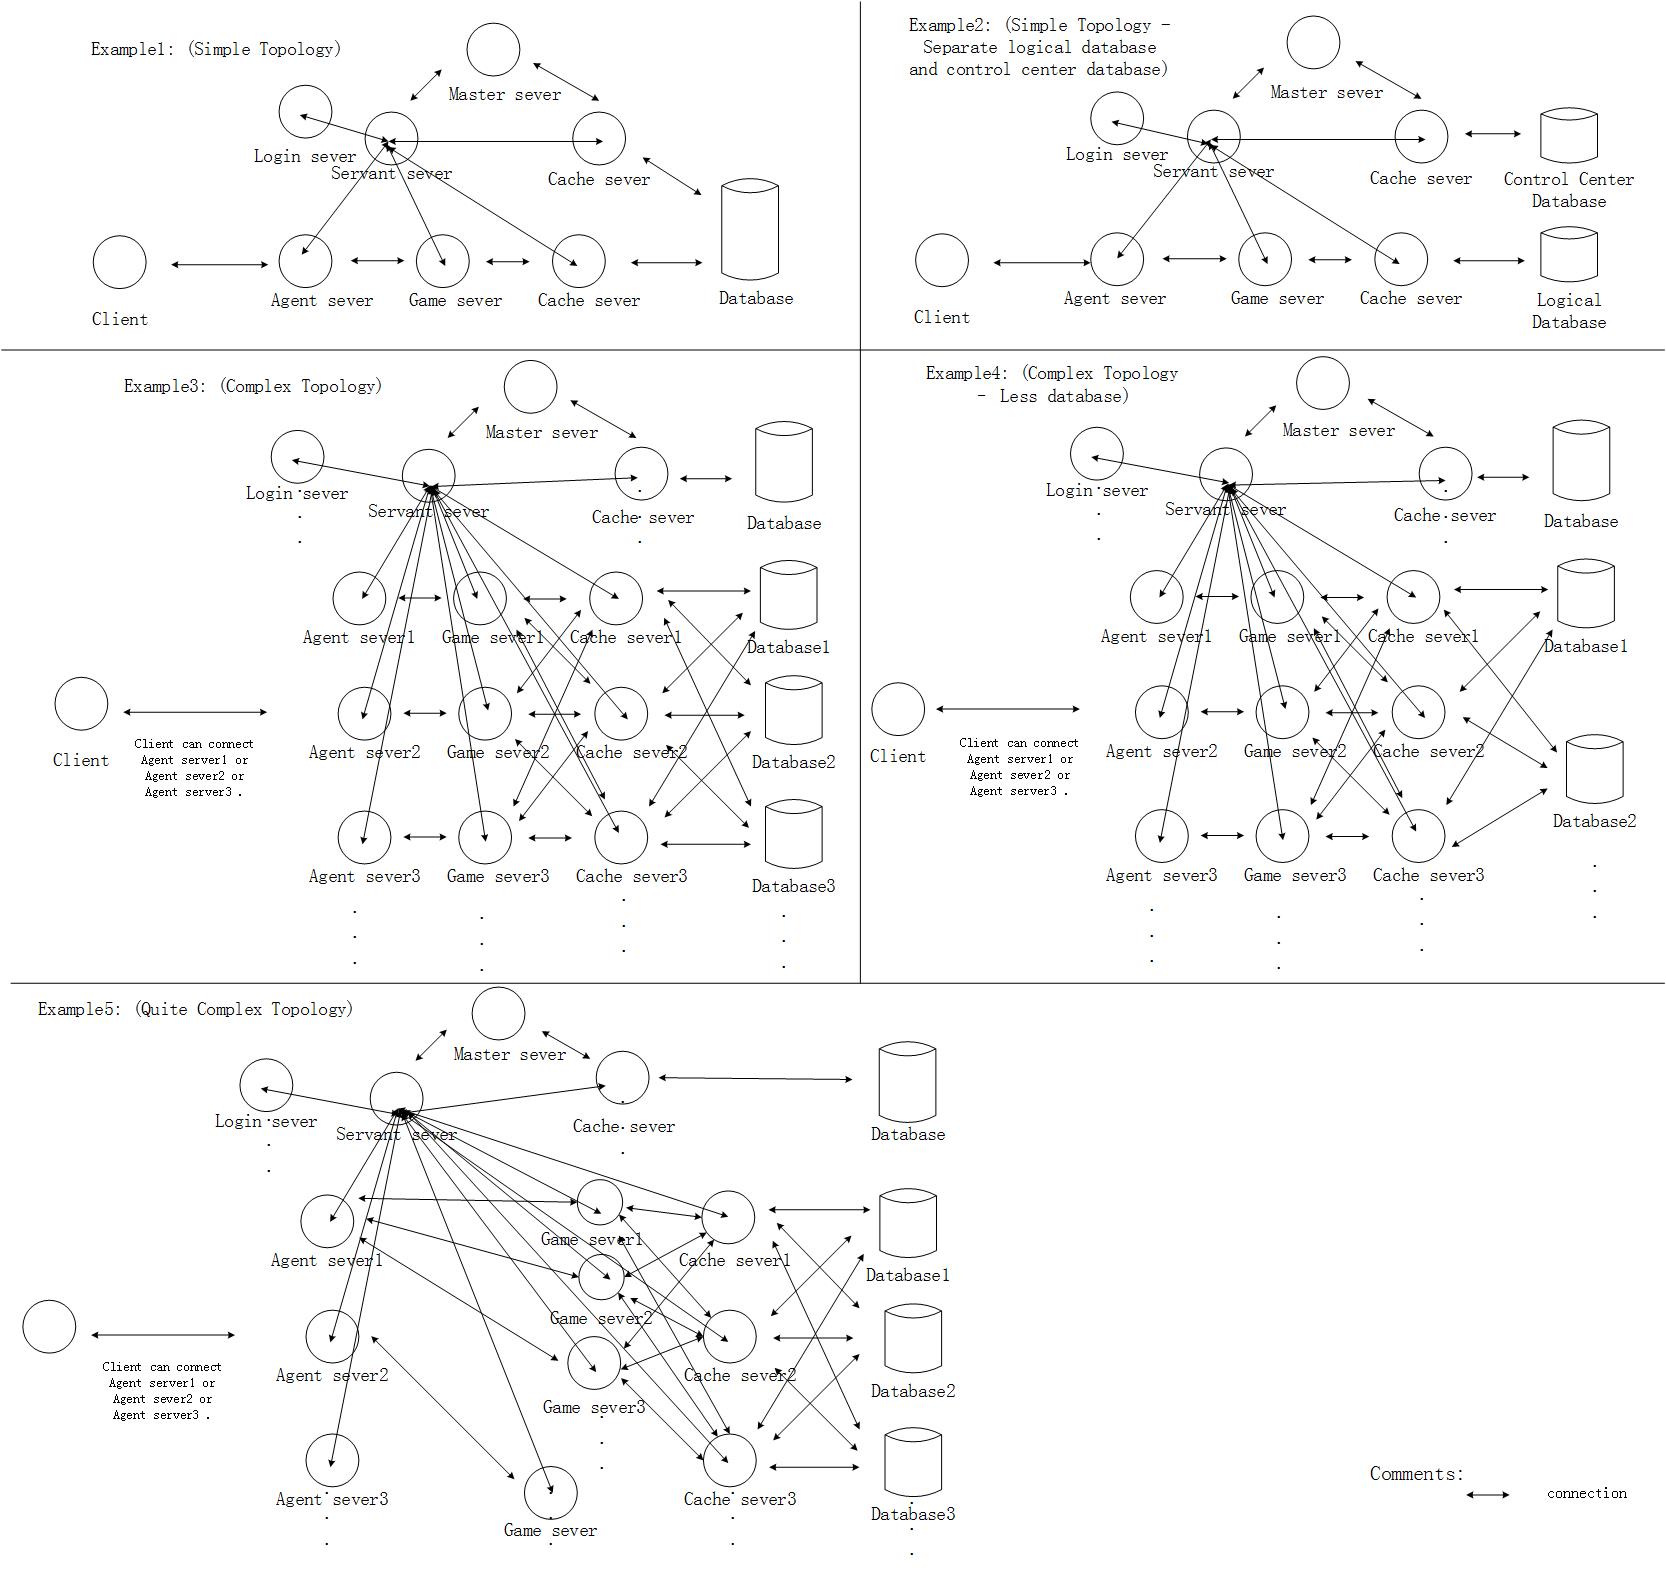 Example1: (Simple Topology)
Master sever
Login sever
Servant sever
Cache sever
Client
Agent sever
Game sever
Cache sever
Database
Example2: (Simple Topology -
Separate logical database
and control center database)
Master sever
Login sever
Servant sever
Cache sever
Control Center
Database
Client
Agent sever
Game sever
Cache sever
Logical
Database
Example3: (Complex Topology)
Master sever
Login sever
Servant sever
Cache sever
Database
Agent sever1
Game sever1
Cache sever1
Database1
Client
Client can connect
Agent server1 or
Agent sever2 or
Agent server3 .
Agent sever2
Game sever2
Cache sever2
Database2
Agent sever3
Game sever3
Cache sever3
Database3
Example4: (Complex Topology
- Less database)
Master sever
Login sever
Servant sever
Cache sever
Database
Agent sever1
Game sever1
Cache sever1
Database1
Client
Client can connect
Agent server1 or
Agent sever2 or
Agent server3 .
Agent sever2
Game sever2
Cache sever2
Database2
Agent sever3
Game sever3
Cache sever3
Example5: (Quite Complex Topology)
Master sever
Login sever
Servant sever
Cache sever
Database
Agent sever1
Game sever1
Cache sever1
Database1
Game sever2
Client can connect
Agent server1 or
Agent sever2 or
Agent server3 .
Agent sever2
Game sever3
Cache sever2
Database2
Agent sever3
Game sever
Cache sever3
Database3
Comments:
connection